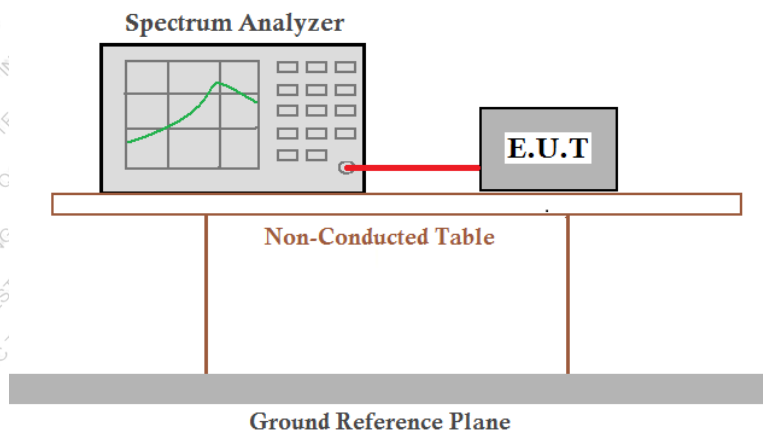 Spectrum Analyzer
E.U.T
Non-Conducted Table
Ground Reference Plane